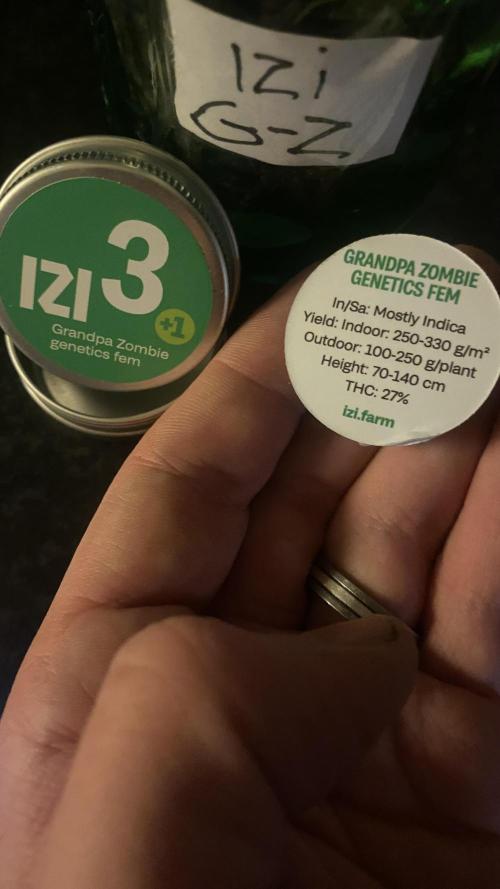 IZi
G-Z
IZI 3
+1
Grandpa Zombie
genetics fem
GRANDPA ZOMBIE
GENETICS FEM
In/Sa: Mostly Indica
Yield: Indoor: 250-330 g/m²
Outdoor: 100-250 g/plant
Height: 70-140 cm
THC: 27%
izi.farm